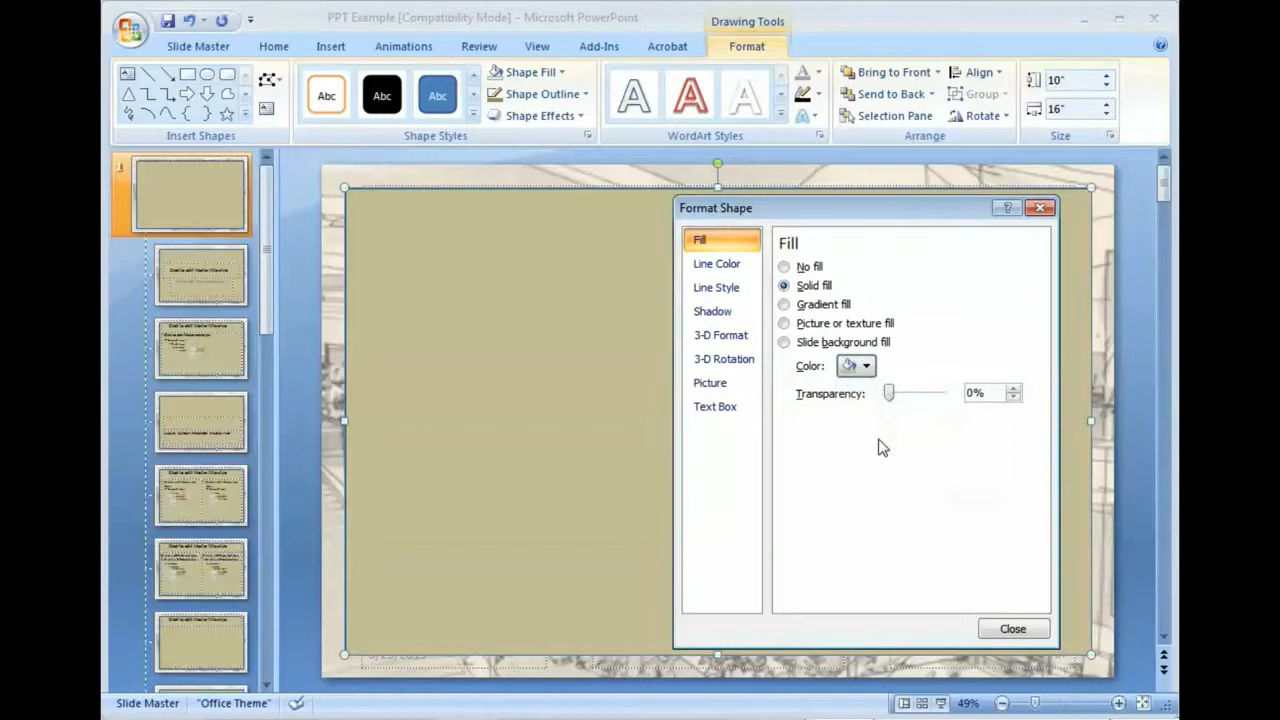 PPT Example [Compatibility Mode] - Microsoft PowerPoint
Drawing Tools
Slide Master Home Insert Animations Review View Add-Ins Acrobat Format
Abc Abc Abc
Shape Fill
Shape Outline
Shape Effects
A A A
Bring to Front
Send to Back
Selection Pane
Align
Group
Rotate
10"
16"
Insert Shapes Shape Styles WordArt Styles Arrange Size
1
Format Shape
Fill
Line Color
Line Style
Shadow
3-D Format
3-D Rotation
Picture
Text Box
Fill
No fill
Solid fill
Gradient fill
Picture or texture fill
Slide background fill
Color:
Transparency: 0%
Close
Slide Master "Office Theme" 49%